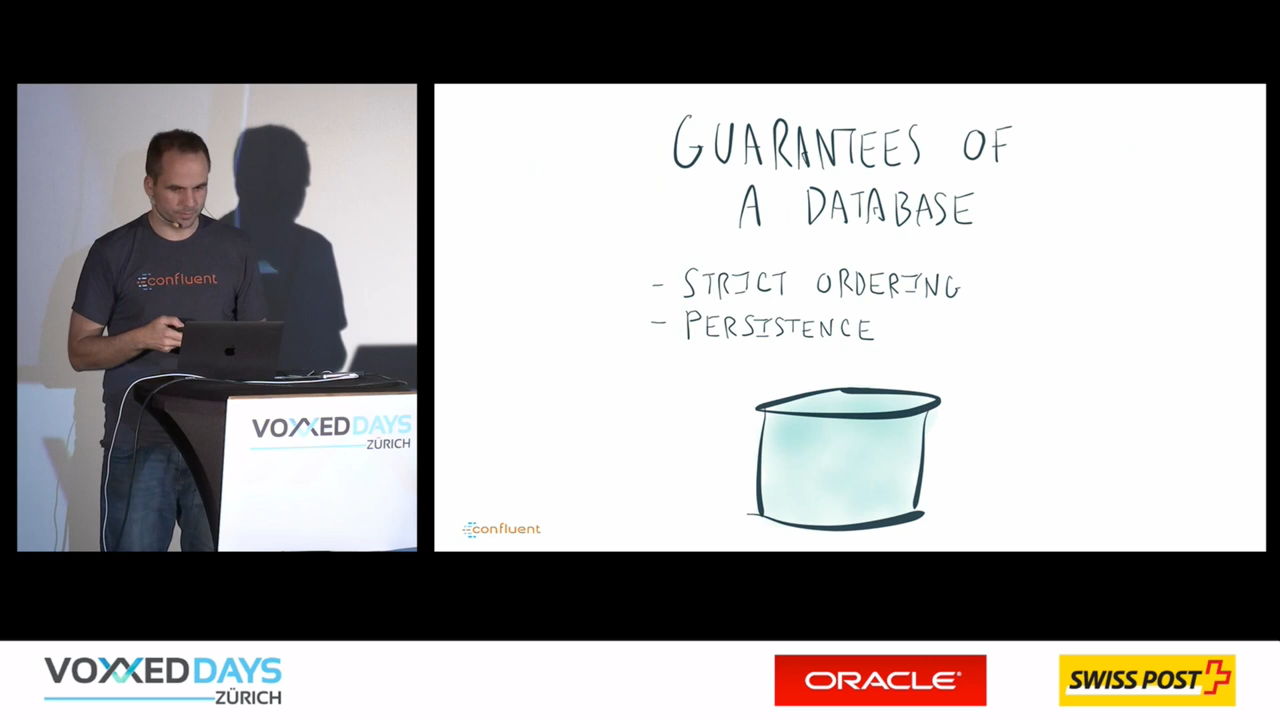 confluent
VOXXED DAYS
ZÜRICH
GUARANTEES OF
A DATABASE
- STRICT ORDERING
- PERSISTENCE
confluent
VOXXED DAYS
ZÜRICH
ORACLE®
SWISS POST